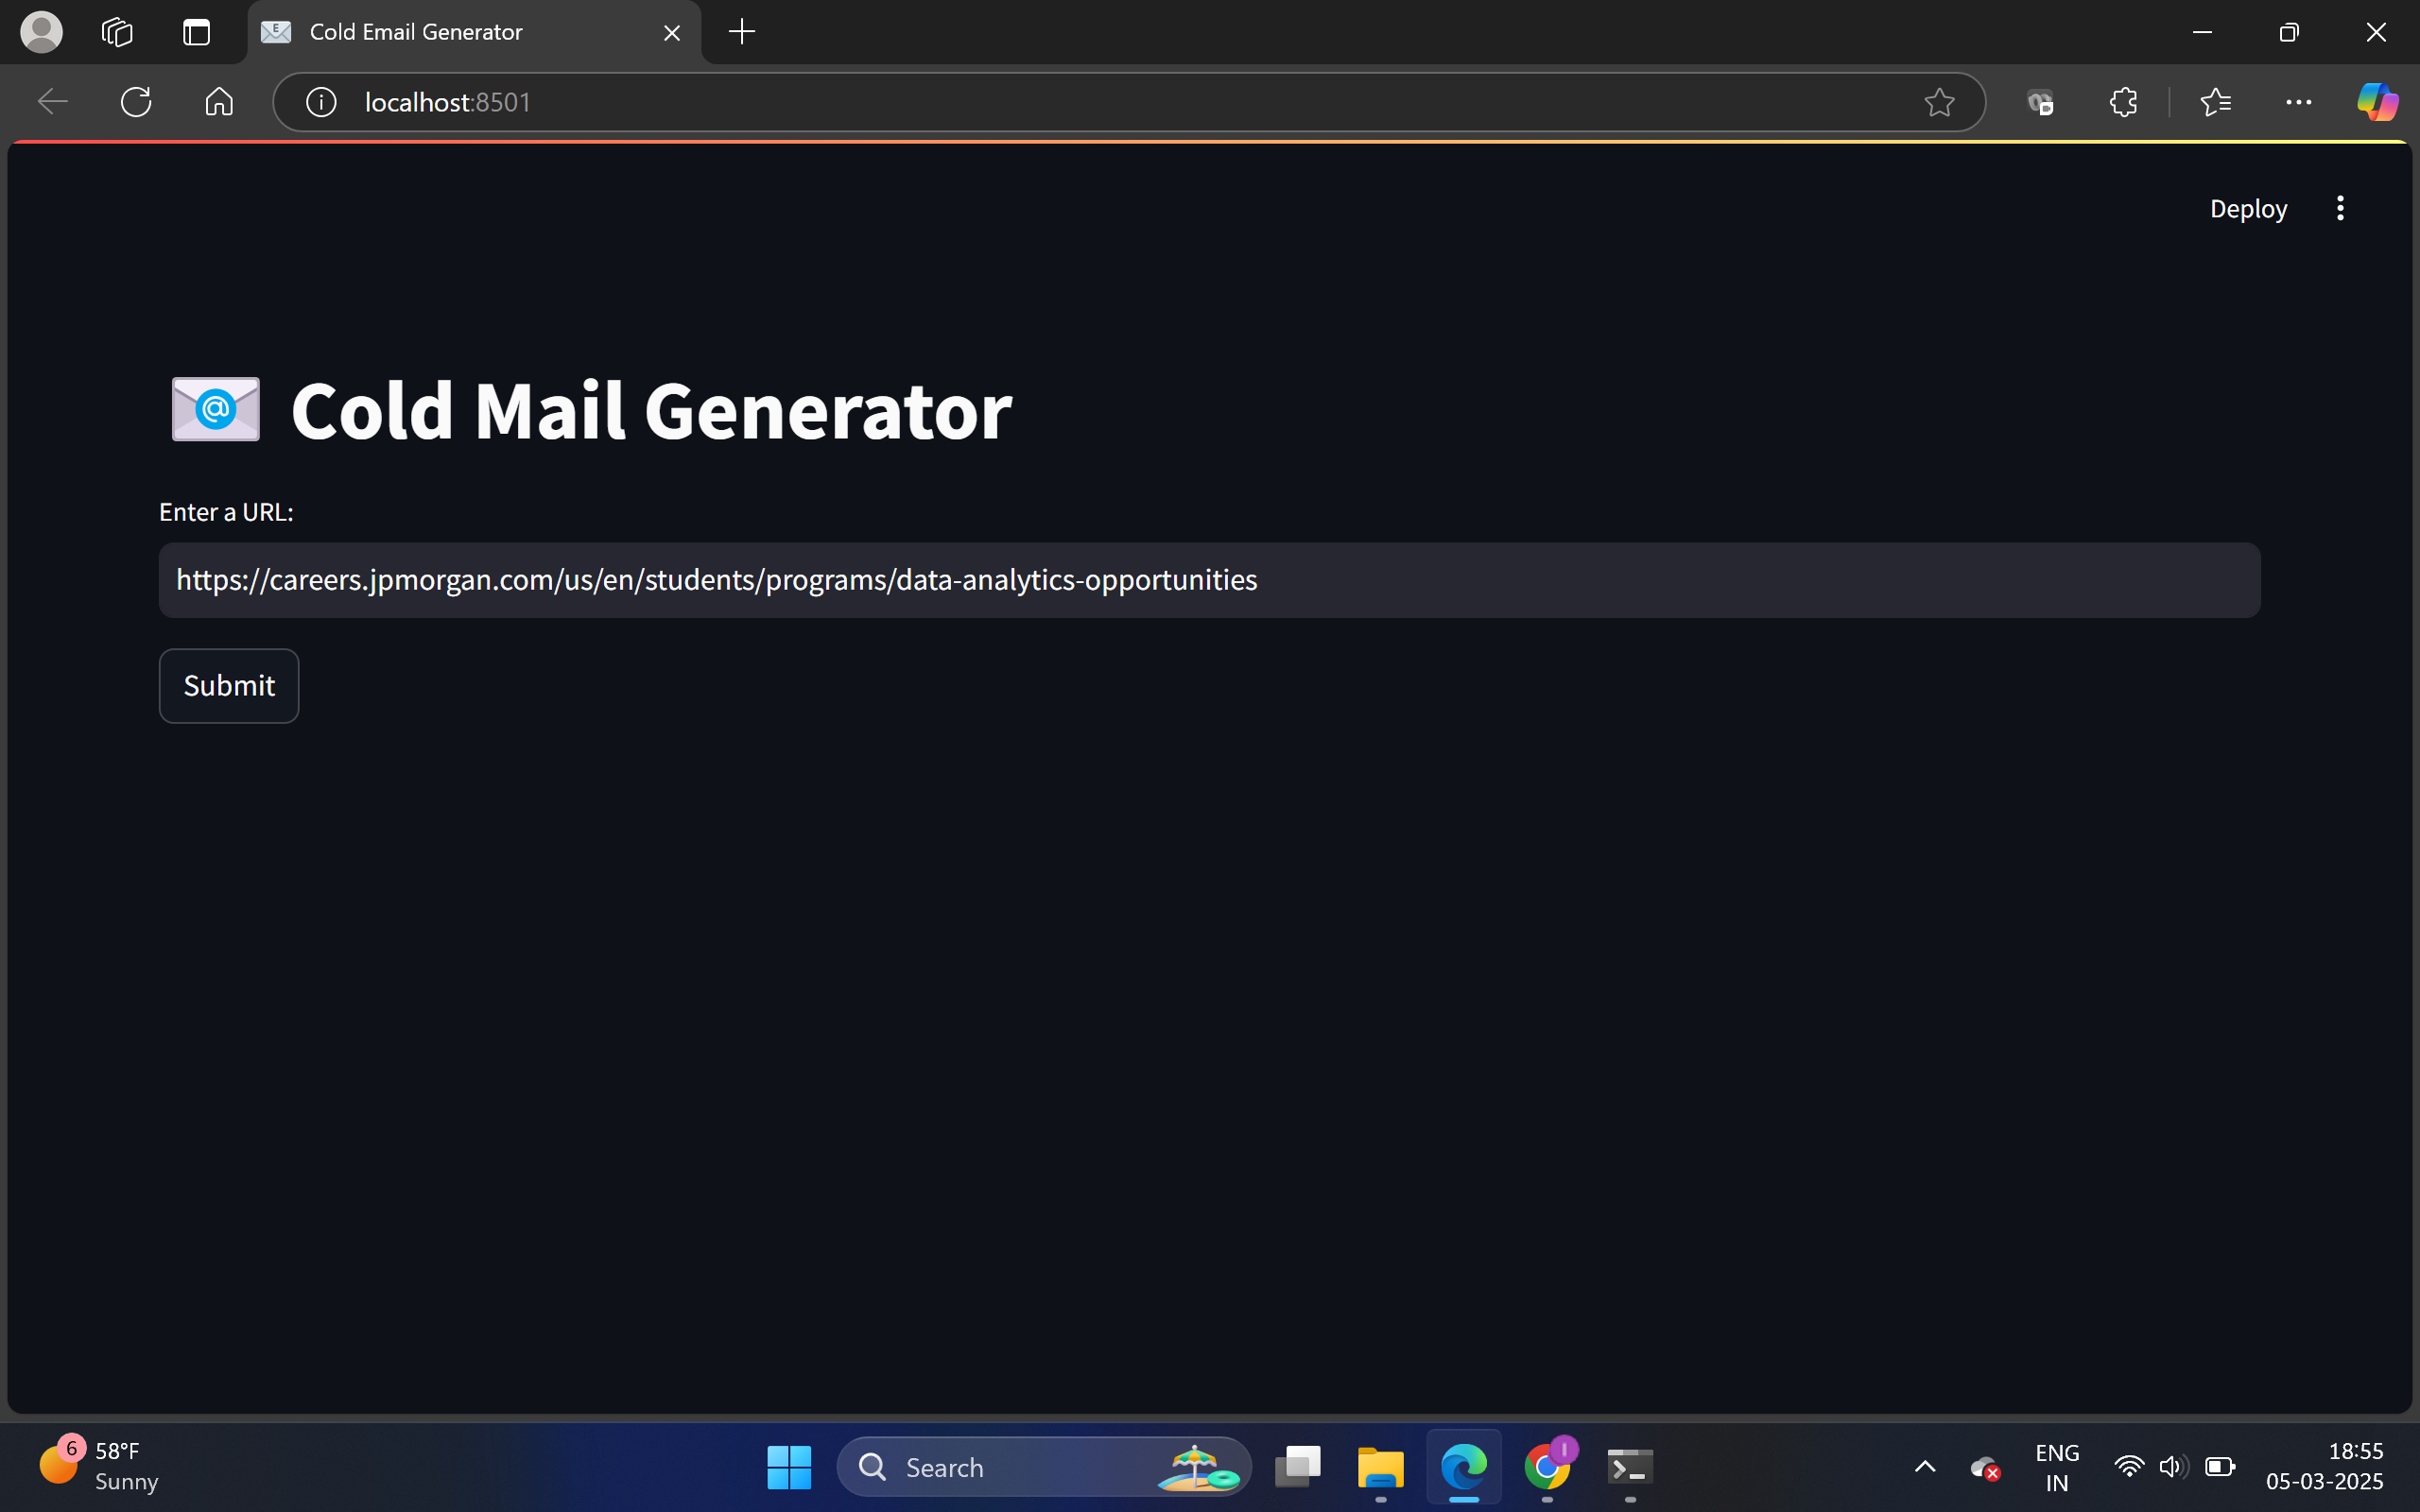 Cold Email Generator
localhost:8501
Deploy
Cold Mail Generator
Enter a URL:
https://careers.jpmorgan.com/us/en/students/programs/data-analytics-opportunities
Submit
6
58°F
Sunny
Search
ENG
IN
18:55
05-03-2025